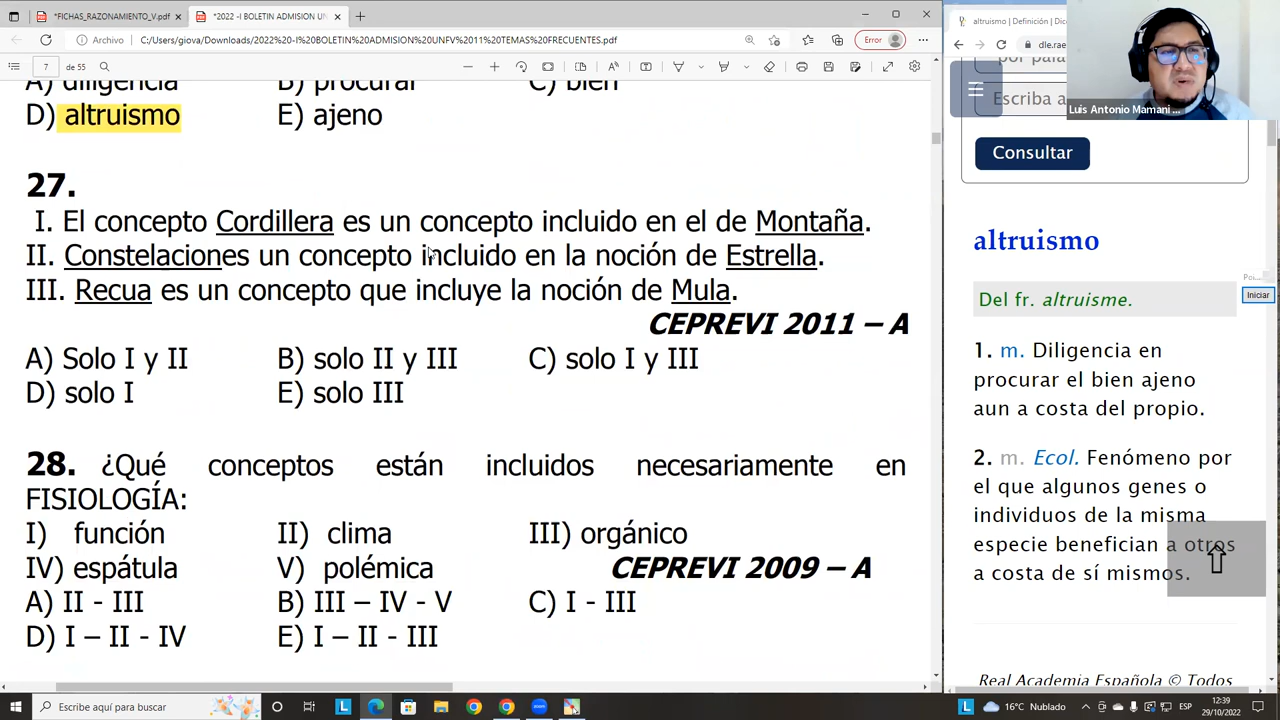 *FICHAS_RAZONAMIENTO_V.pdf
*2022 -I BOLETIN ADMISION UN
altruismo | Definición | Dicc
Archivo
C:/Users/giova/Downloads/2022%20-I%20BOLETIN%20ADMISION%20UNFV%2011%20TEMAS%20FRECUENTES.pdf
Error
dle.rae
7 de 55
A) diligencia B) procurar C) bien
D) altruismo E) ajeno
27.
I. El concepto Cordillera es un concepto incluido en el de Montaña.
II. Constelaciones un concepto incluido en la noción de Estrella.
III. Recua es un concepto que incluye la noción de Mula.
CEPREVI 2011 – A
A) Solo I y II B) solo II y III C) solo I y III
D) solo I E) solo III
28. ¿Qué conceptos están incluidos necesariamente en
FISIOLOGÍA:
I) función II) clima III) orgánico
IV) espátula V) polémica CEPREVI 2009 – A
A) II - III B) III – IV - V C) I - III
D) I – II - IV E) I – II - III
por pala
Escriba a
Luis Antonio Mamani ...
Consultar
altruismo
Iniciar
Del fr. altruisme.
1. m. Diligencia en
procurar el bien ajeno
aun a costa del propio.
2. m. Ecol. Fenómeno por
el que algunos genes o
individuos de la misma
especie benefician a otros
a costa de sí mismos.
Real Academia Española © Todos
Escribe aquí para buscar
16°C Nublado
ESP
12:39
29/10/2022